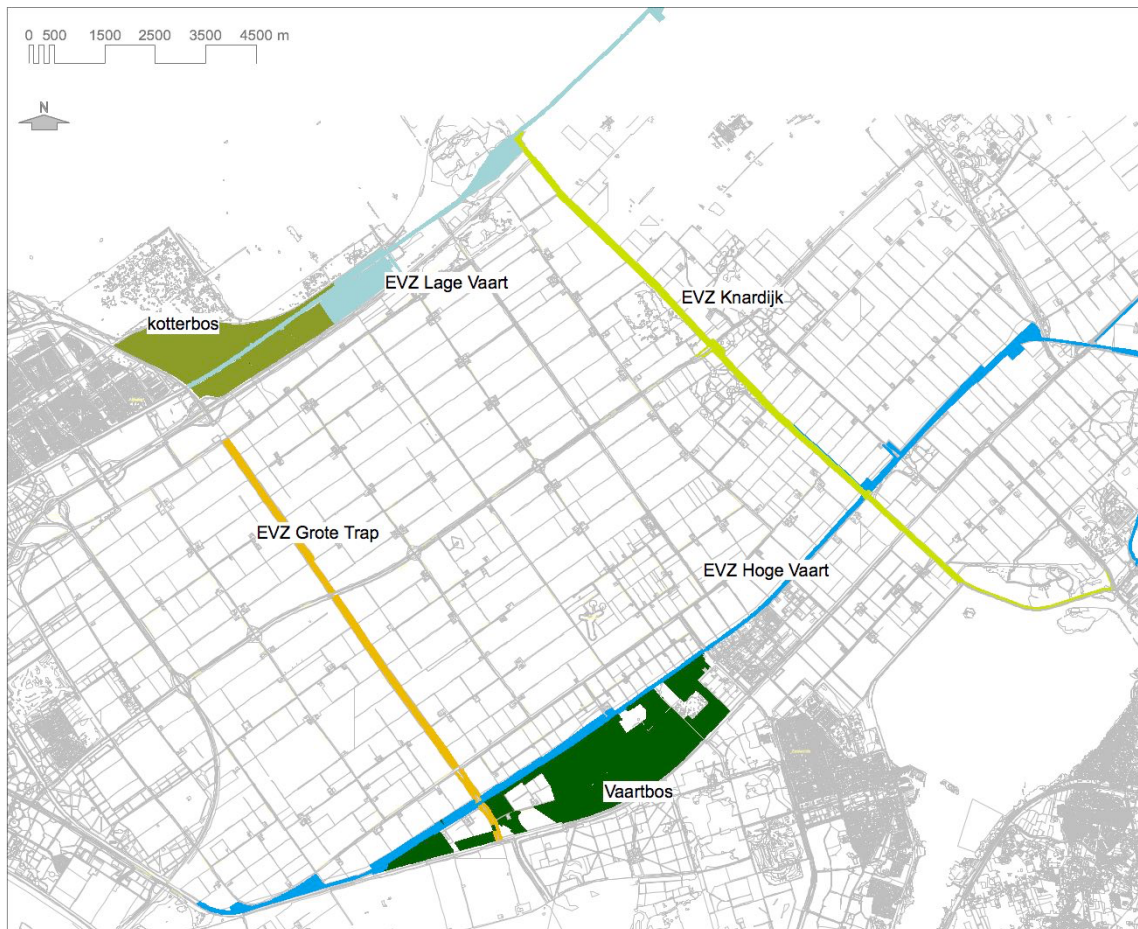 0 500 1500 2500 3500 4500 m
N
EVZ Lage Vaart
EVZ Knardijk
kotterbos
EVZ Grote Trap
EVZ Hoge Vaart
Vaartbos